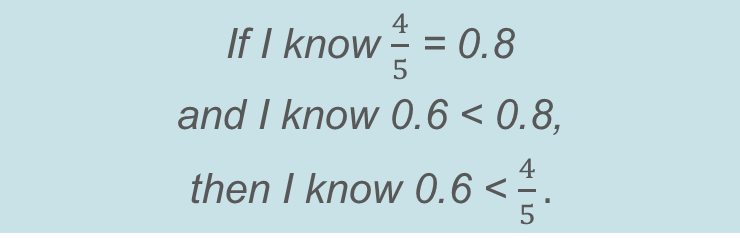 If I know 4/5 = 0.8
and I know 0.6 < 0.8,
then I know 0.6 < 4/5.